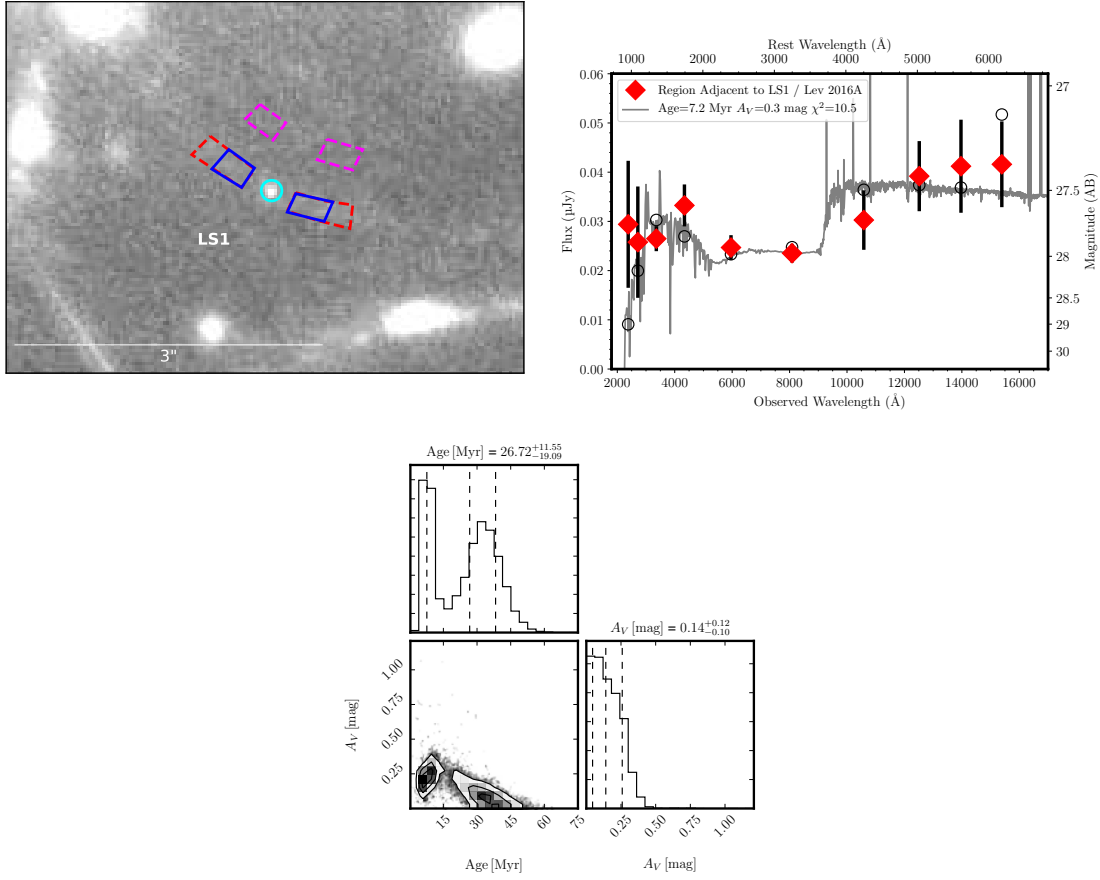 LS1
3"
Rest Wavelength (Å)
1000 2000 3000 4000 5000 6000
Region Adjacent to LS1 / Lev 2016A
Age=7.2 Myr A_V=0.3 mag χ²=10.5
Flux (μJy)
0.06
0.05
0.04
0.03
0.02
0.01
0.00
27
27.5
28
28.5
29
30
Magnitude (AB)
2000 4000 6000 8000 10000 12000 14000 16000
Observed Wavelength (Å)
Age [Myr] = 26.72^{+11.55}_{-19.09}
A_V [mag] = 0.14^{+0.12}_{-0.10}
A_V [mag]
1.00
0.75
0.50
0.25
15 30 45 60 75
Age [Myr]
0.25 0.50 0.75 1.00
A_V [mag]